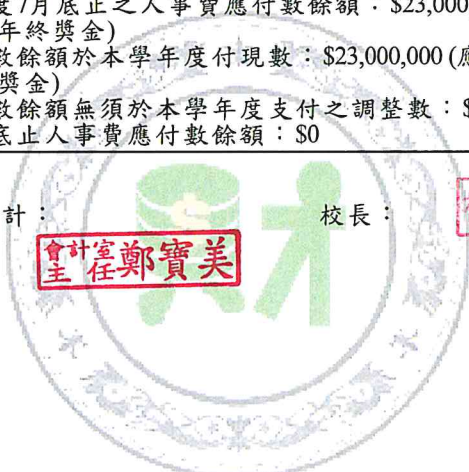 度7月底止之人事費應付數餘額：$23,000
年終獎金)
數餘額於本學年度付現數：$23,000,000 (應
獎金)
數餘額無須於本學年度支付之調整數：$
底止人事費應付數餘額：$0
計：
校長：
會計室
主任
鄭寶美